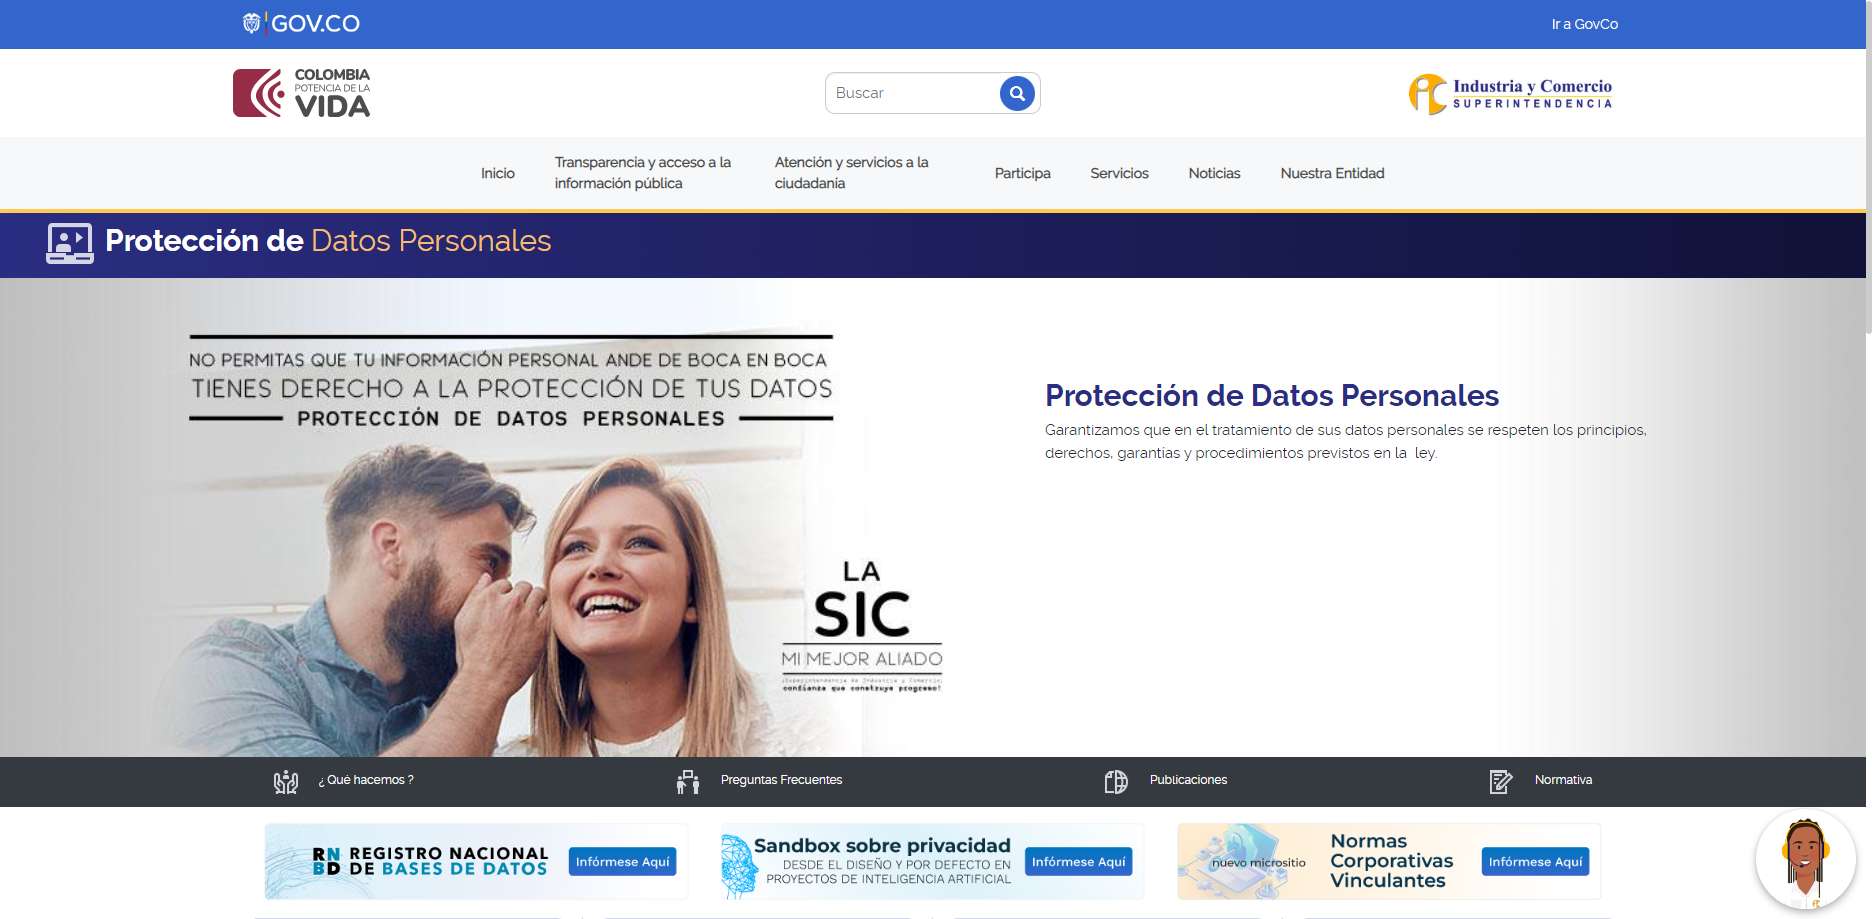 GOV.CO
Ir a GovCo
COLOMBIA
POTENCIA DE LA
VIDA
Buscar
Industria y Comercio
SUPERINTENDENCIA
Inicio
Transparencia y acceso a la
información pública
Atención y servicios a la
ciudadanía
Participa
Servicios
Noticias
Nuestra Entidad
Protección de Datos Personales
NO PERMITAS QUE TU INFORMACIÓN PERSONAL ANDE DE BOCA EN BOCA
TIENES DERECHO A LA PROTECCIÓN DE TUS DATOS
PROTECCIÓN DE DATOS PERSONALES
Protección de Datos Personales
Garantizamos que en el tratamiento de sus datos personales se respeten los principios,
derechos, garantías y procedimientos previstos en la ley.
LA
SIC
MI MEJOR ALIADO
Superintendencia de Industria y Comercio
confianza que construye progreso!
¿ Qué hacemos ?
Preguntas Frecuentes
Publicaciones
Normativa
RN
BD
REGISTRO NACIONAL
DE BASES DE DATOS
Infórmese Aquí
Sandbox sobre privacidad
DESDE EL DISEÑO Y POR DEFECTO EN
PROYECTOS DE INTELIGENCIA ARTIFICIAL
Infórmese Aquí
nuevo micrositio
Normas
Corporativas
Vinculantes
Infórmese Aquí